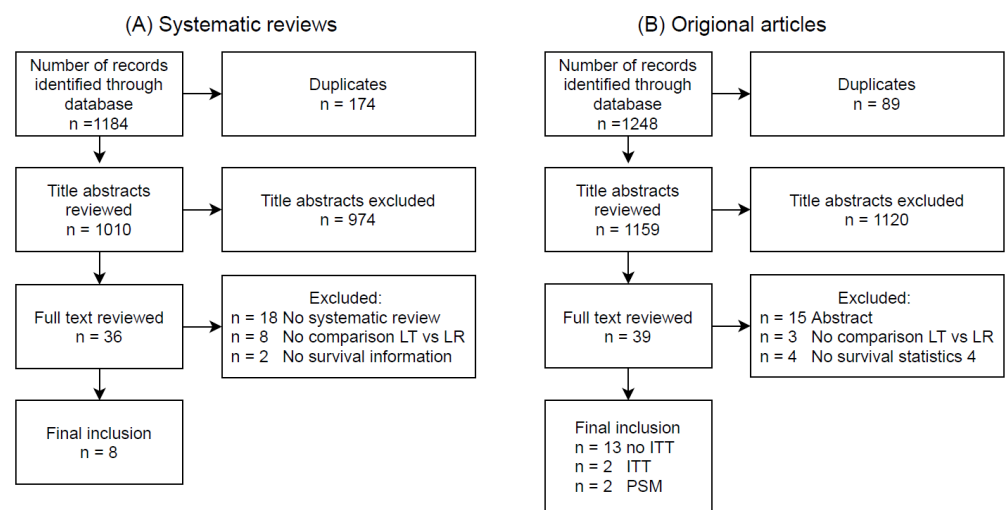 (A) Systematic reviews
Number of records
identified through
database
n =1184
Duplicates
n = 174
Title abstracts
reviewed
n = 1010
Title abstracts excluded
n = 974
Full text reviewed
n = 36
Excluded:
n = 18 No systematic review
n = 8 No comparison LT vs LR
n = 2 No survival information
Final inclusion
n = 8
(B) Origional articles
Number of records
identified through
database
n =1248
Duplicates
n = 89
Title abstracts
reviewed
n = 1159
Title abstracts excluded
n = 1120
Full text reviewed
n = 39
Excluded:
n = 15 Abstract
n = 3 No comparison LT vs LR
n = 4 No survival statistics 4
Final inclusion
n = 13 no ITT
n = 2 ITT
n = 2 PSM